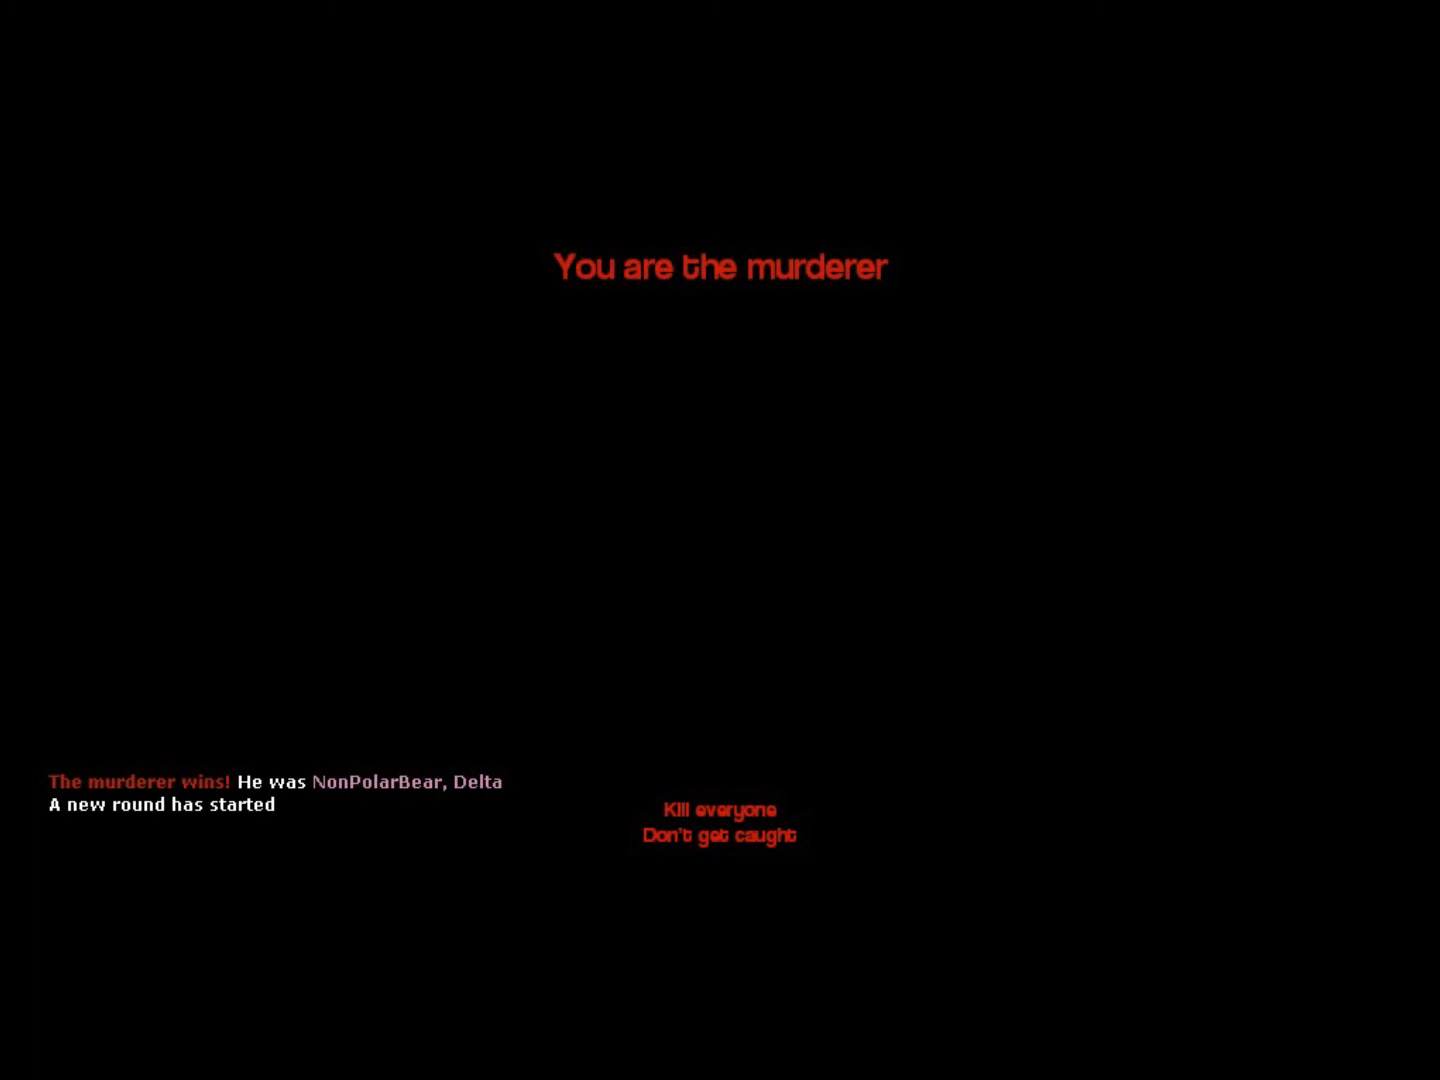 You are the murderer
The murderer wins! He was NonPolarBear, Delta
A new round has started
Kill everyone
Don't get caught